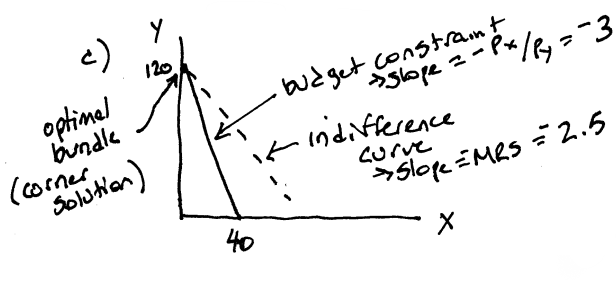 c)
Y
120
optimal
bundle
(corner
solution)
budget constraint
→slope = -Px/Py = -3
indifference
curve
→slope = MRS = -2.5
X
40